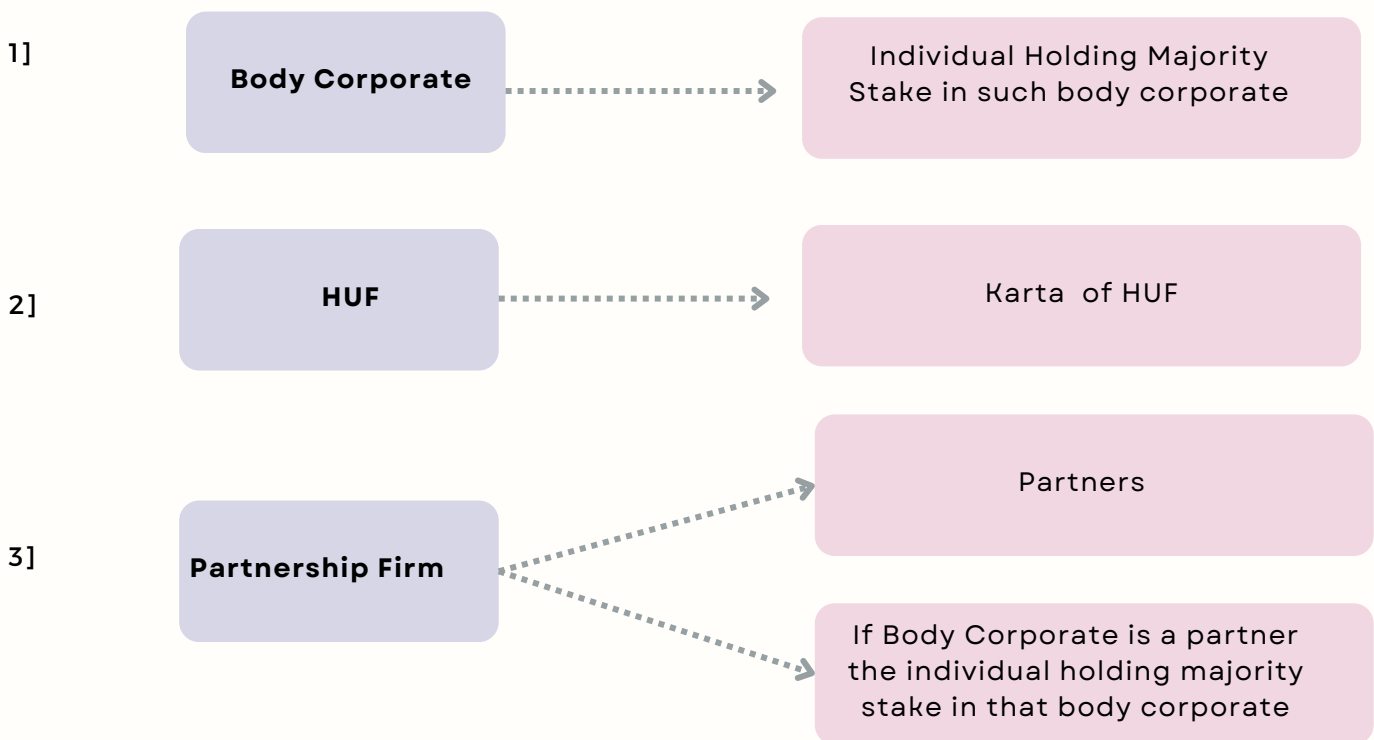 1]
Body Corporate
Individual Holding Majority
Stake in such body corporate
2]
HUF
Karta of HUF
3]
Partnership Firm
Partners
If Body Corporate is a partner
the individual holding majority
stake in that body corporate